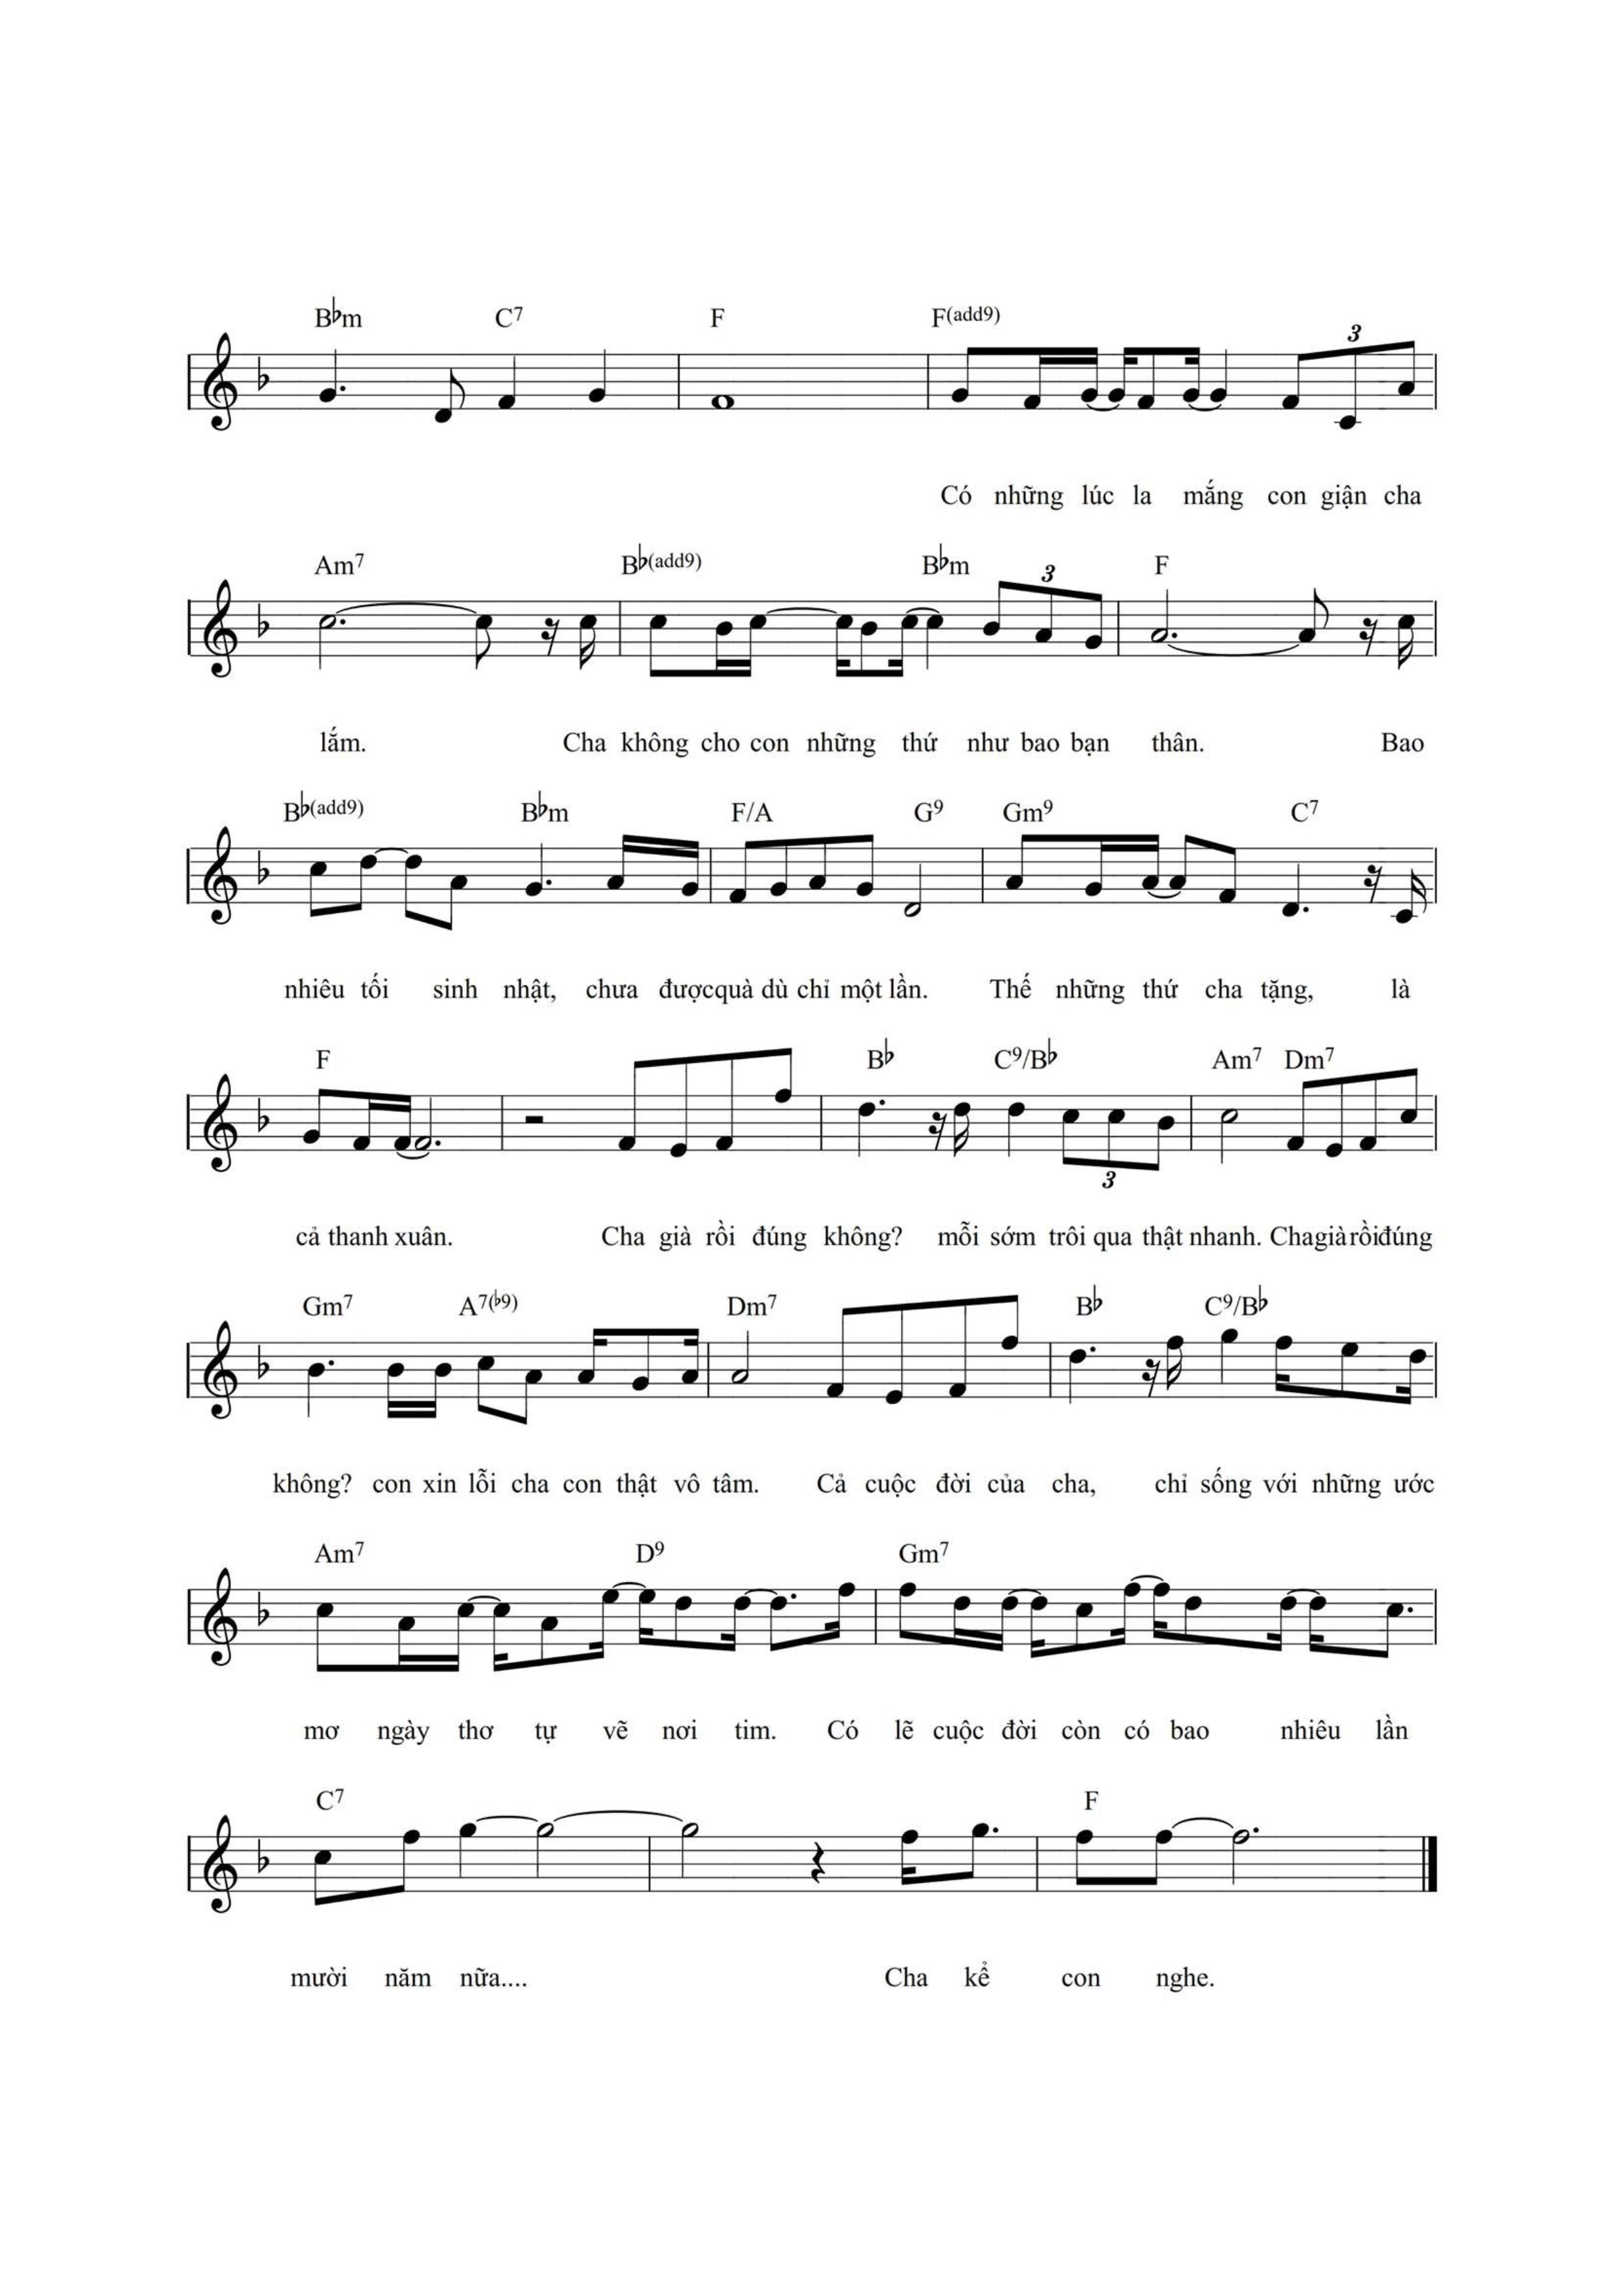 B♭m C7 F F(add9)
3
Có những lúc la mắng con giận cha
Am7 B♭(add9) B♭m F
3
lắm. Cha không cho con những thứ như bao bạn thân. Bao
B♭(add9) B♭m F/A G9 Gm9 C7
nhiêu tối sinh nhật, chưa đượcquà dù chỉ một lần. Thế những thứ cha tặng, là
F B♭ C9/B♭ Am7 Dm7
3
cả thanh xuân. Cha già rồi đúng không? mỗi sớm trôi qua thật nhanh. Chagiàrồiđúng
Gm7 A7(♭9) Dm7 B♭ C9/B♭
không? con xin lỗi cha con thật vô tâm. Cả cuộc đời của cha, chỉ sống với những ước
Am7 D9 Gm7
mơ ngày thơ tự vẽ nơi tim. Có lẽ cuộc đời còn có bao nhiêu lần
C7 F
mười năm nữa.... Cha kể con nghe.